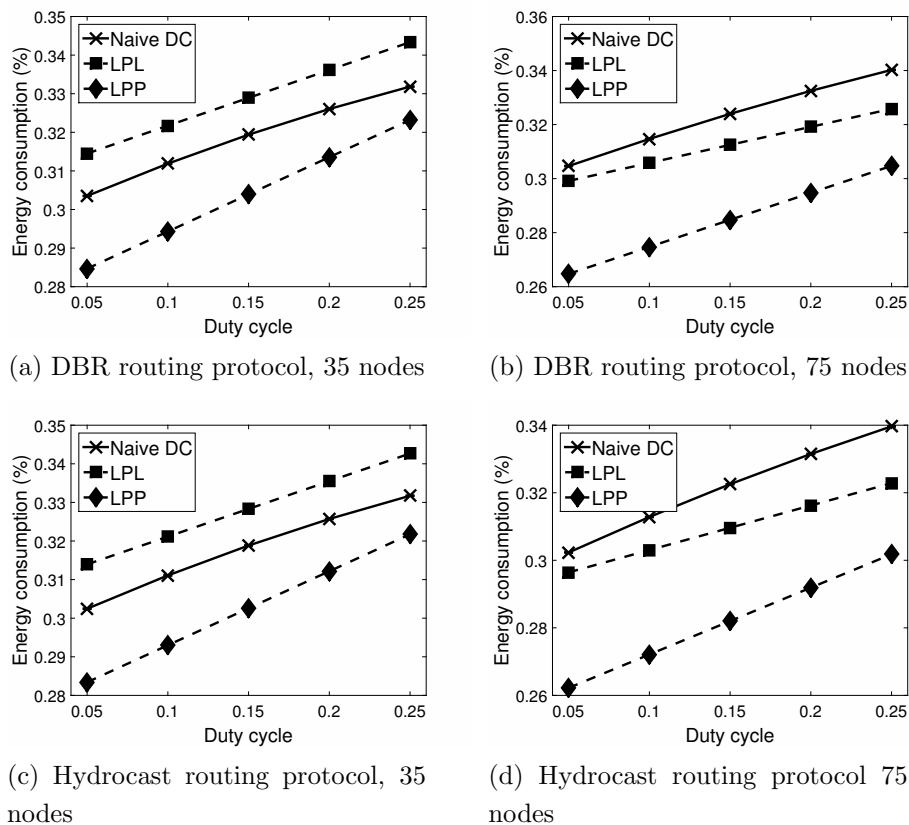 0.35
0.34
0.33
0.32
0.31
0.3
0.29
0.28
Energy consumption (%)
Naive DC
LPL
LPP
0.05 0.1 0.15 0.2 0.25
Duty cycle
(a) DBR routing protocol, 35 nodes
0.38
0.36
0.34
0.32
0.3
0.28
0.26
Energy consumption (%)
Naive DC
LPL
LPP
0.05 0.1 0.15 0.2 0.25
Duty cycle
(b) DBR routing protocol, 75 nodes
0.35
0.34
0.33
0.32
0.31
0.3
0.29
0.28
Energy consumption (%)
Naive DC
LPL
LPP
0.05 0.1 0.15 0.2 0.25
Duty cycle
(c) Hydrocast routing protocol, 35
nodes
0.34
0.32
0.3
0.28
0.26
Energy consumption (%)
Naive DC
LPL
LPP
0.05 0.1 0.15 0.2 0.25
Duty cycle
(d) Hydrocast routing protocol 75
nodes